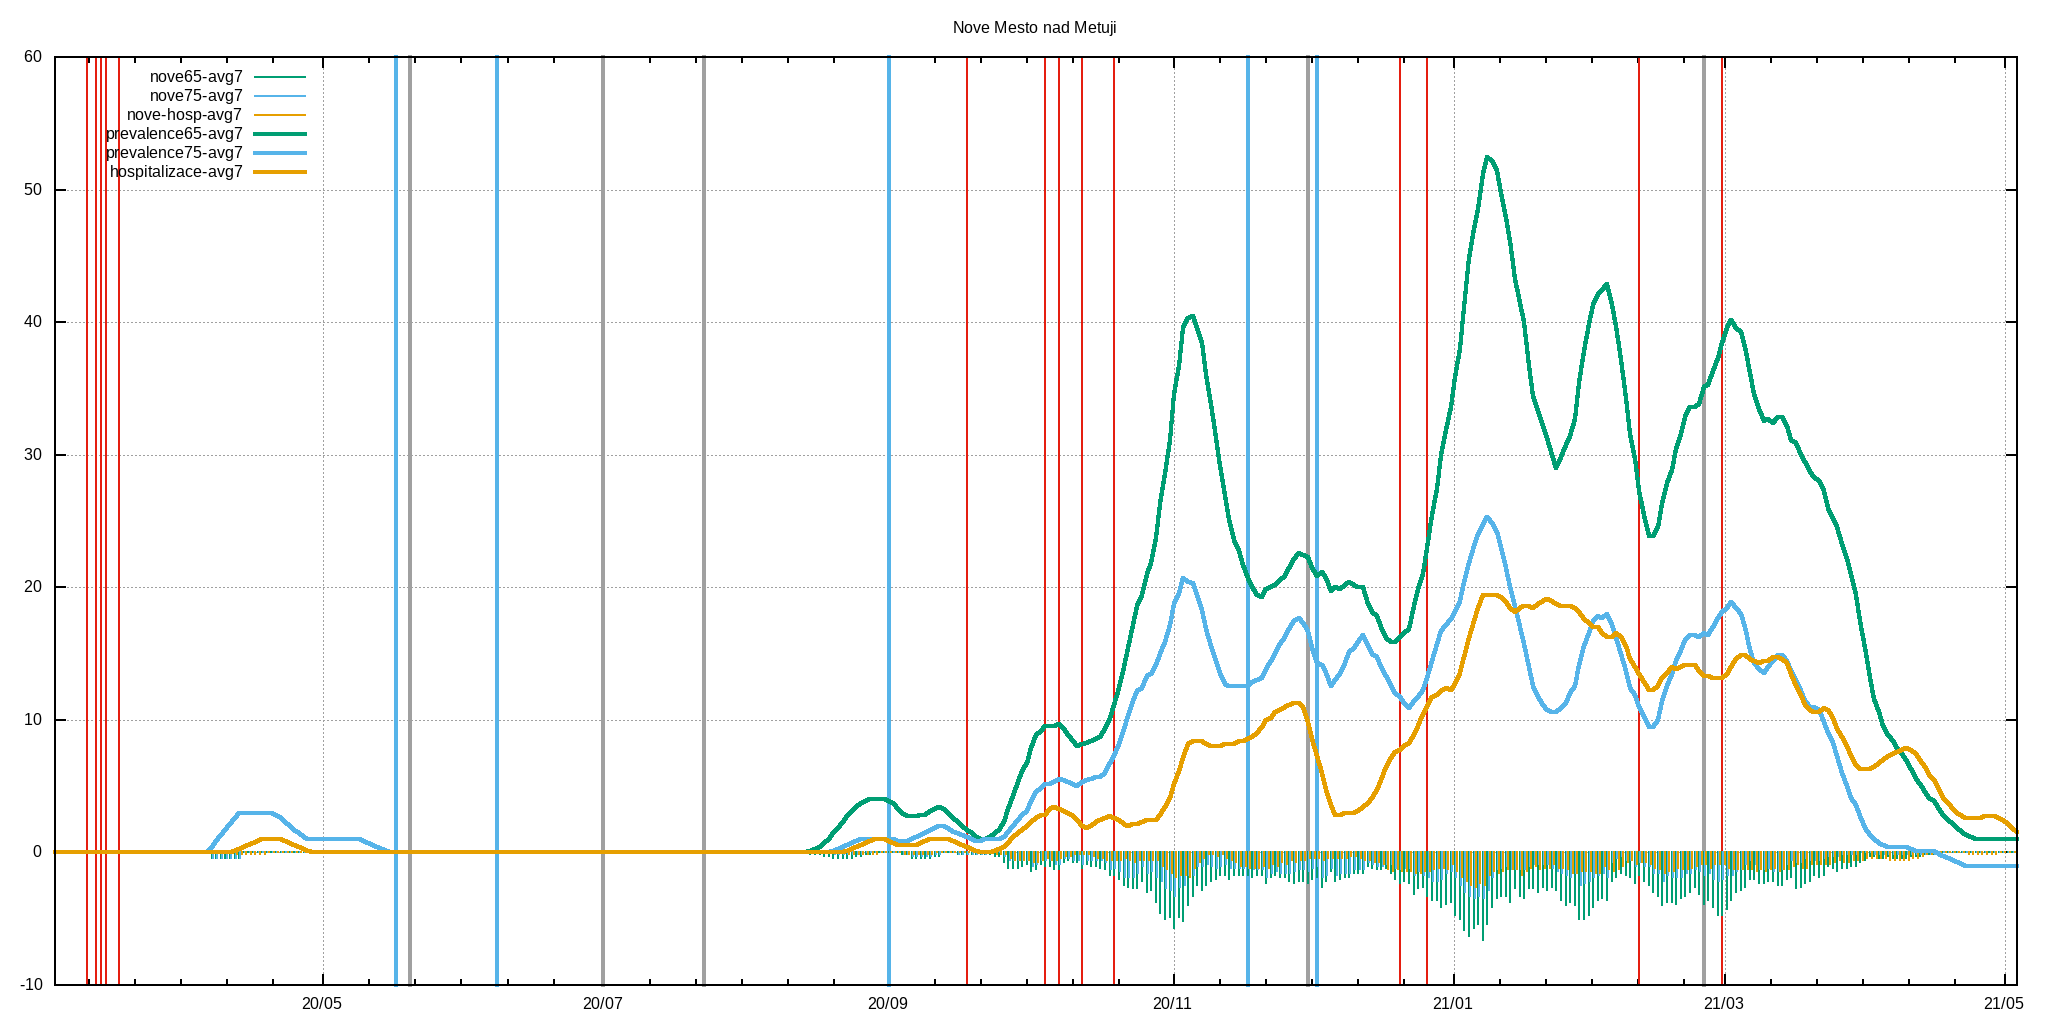 Nove Mesto nad Metuji
60
50
40
30
20
10
0
-10
nove65-avg7
nove75-avg7
nove-hosp-avg7
prevalence65-avg7
prevalence75-avg7
hospitalizace-avg7
20/05
20/07
20/09
20/11
21/01
21/03
21/05